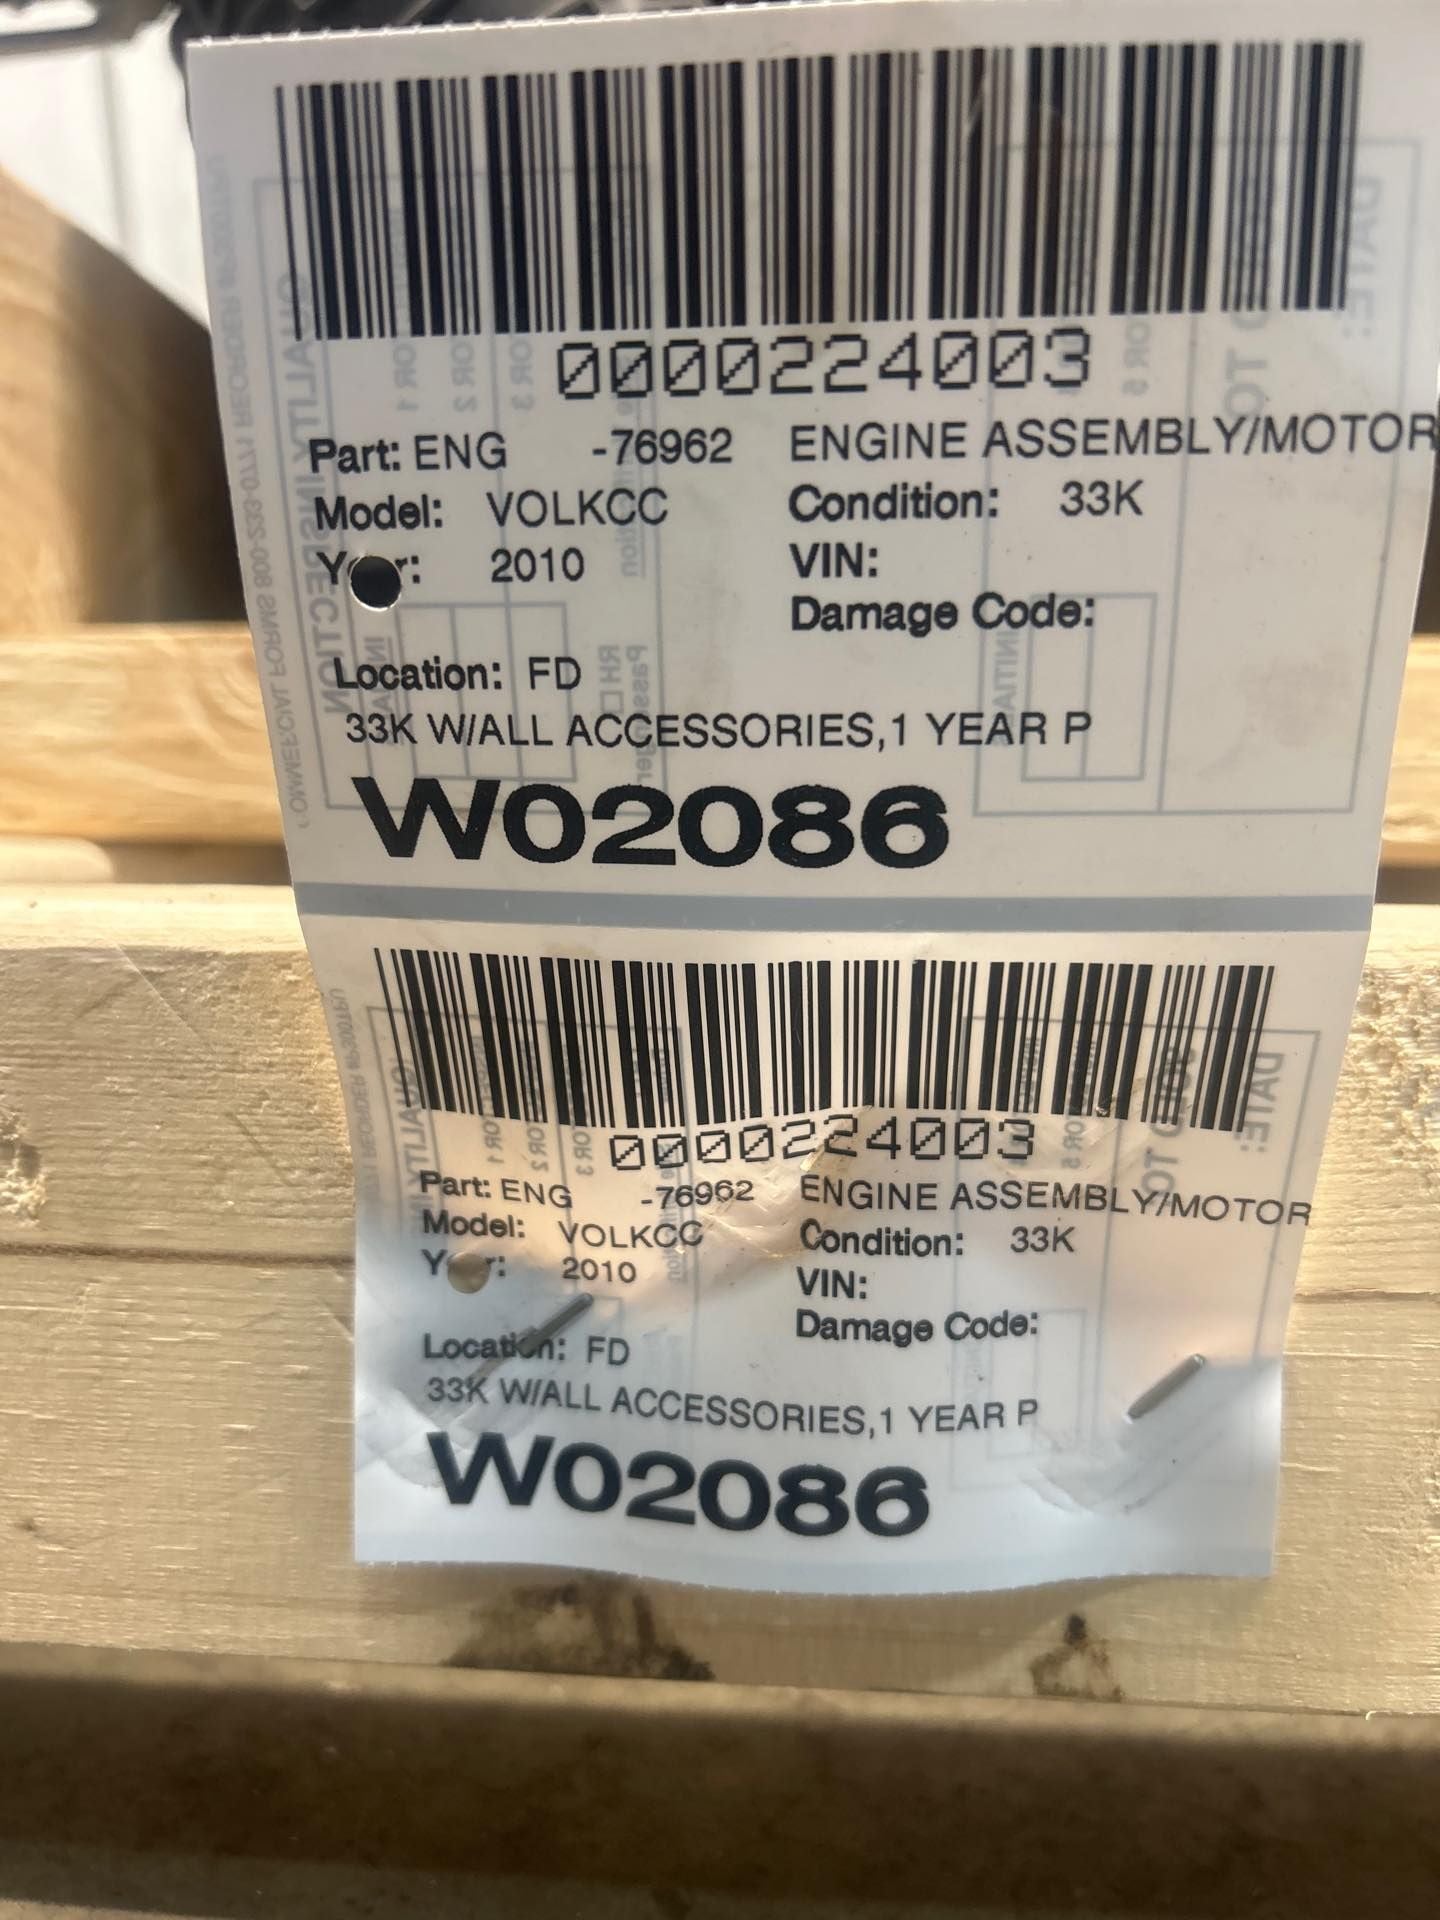 0000224003
Part: ENG -76962 ENGINE ASSEMBLY/MOTOR
Model: VOLKCC Condition: 33K
Year: 2010 VIN:
Damage Code:
Location: FD
33K W/ALL ACCESSORIES,1 YEAR P
W02086
0000224003
Part: ENG -76962 ENGINE ASSEMBLY/MOTOR
Model: VOLKCC Condition: 33K
Year: 2010 VIN:
Damage Code:
Location: FD
33K W/ALL ACCESSORIES,1 YEAR P
W02086